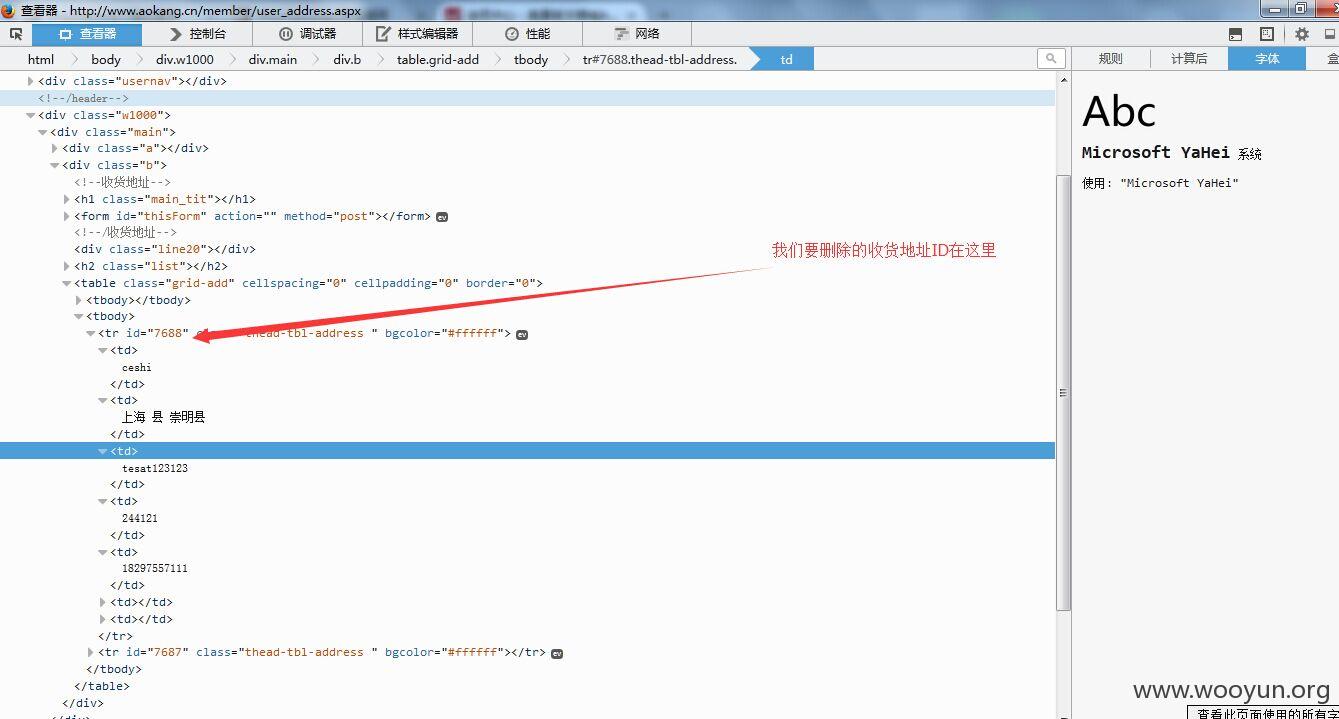 查看器 - http://www.aokang.cn/member/user_address.aspx
查看器 控制台 调试器 样式编辑器 性能 网络
html body div.w1000 div.main div.b table.grid-add tbody tr#7688.thead-tbl-address. td
规则 计算后 字体
Abc
Microsoft YaHei 系统
使用: "Microsoft YaHei"
<div class="usernav"></div>
<!--/header-->
<div class="w1000">
<div class="main">
<div class="a"></div>
<div class="b">
<!--收货地址-->
<h1 class="main_tit"></h1>
<form id="thisForm" action="" method="post"></form> ev
<!--/收货地址-->
<div class="line20"></div>
我们要删除的收货地址ID在这里
<h2 class="list"></h2>
<table class="grid-add" cellspacing="0" cellpadding="0" border="0">
<tbody></tbody>
<tbody>
<tr id="7688" thead-tbl-address " bgcolor="#ffffff"> ev
<td>
ceshi
</td>
<td>
上海 县 崇明县
</td>
<td>
tesat123123
</td>
<td>
244121
</td>
<td>
18297557111
</td>
<td></td>
<td></td>
</tr>
<tr id="7687" class="thead-tbl-address " bgcolor="#ffffff"></tr> ev
</tbody>
</table>
</div>
www.wooyun.org
查看此页面使用的所有字